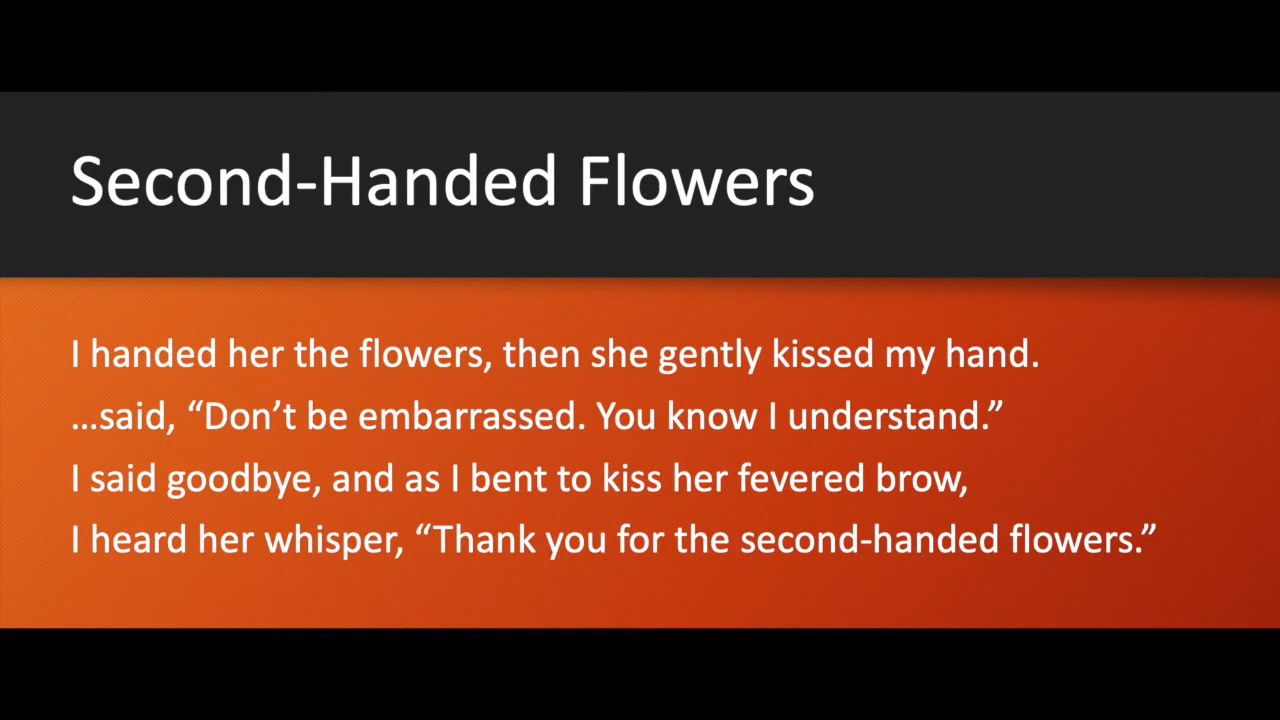 Second-Handed Flowers
I handed her the flowers, then she gently kissed my hand.
…said, “Don’t be embarrassed. You know I understand.”
I said goodbye, and as I bent to kiss her fevered brow,
I heard her whisper, “Thank you for the second-handed flowers.”